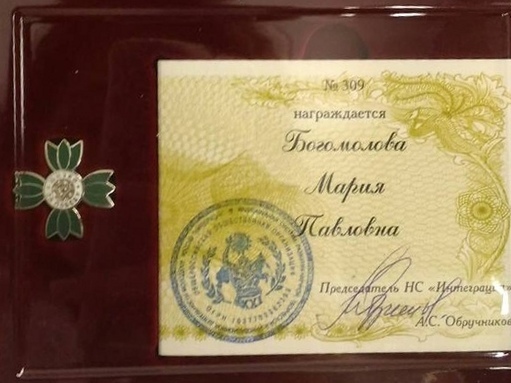 № 309
награждается
Богомолова
Мария
Павловна
Председатель НС «Интеграция»
А.С. Обручников